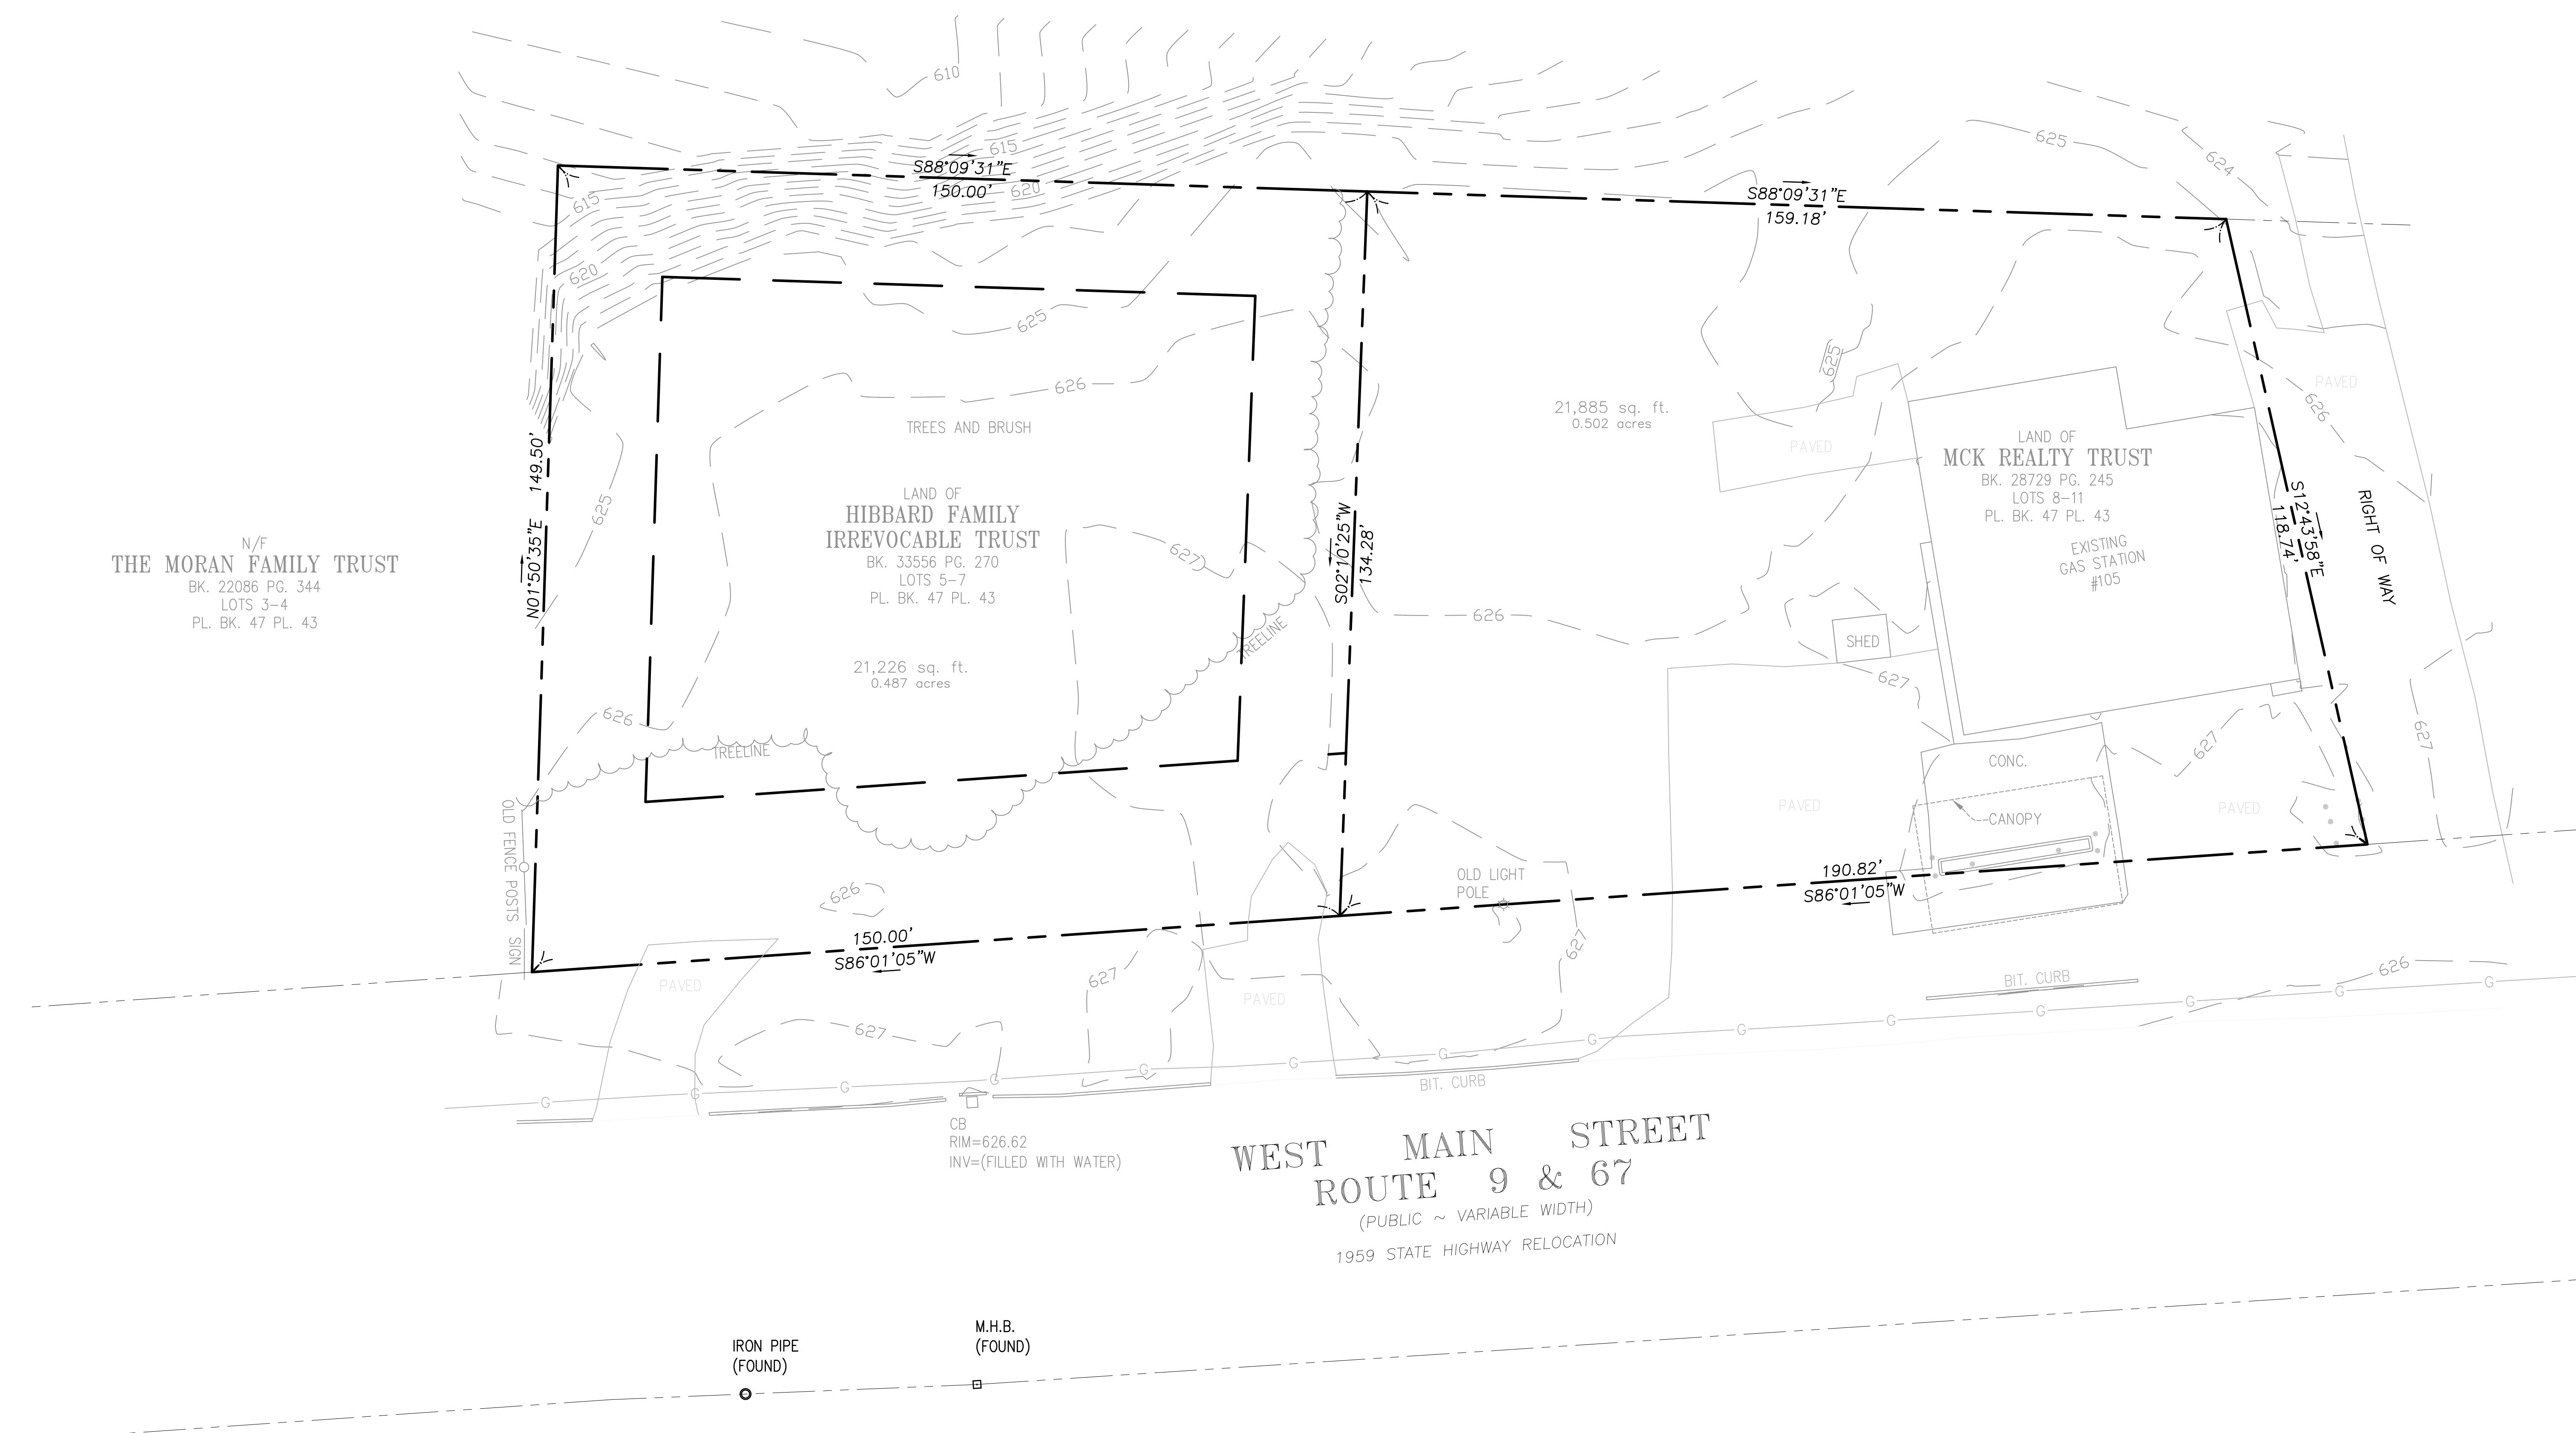 610
615
S88°09'31"E
150.00'
620
615
620
S88°09'31"E
159.18'
625
624
625
626
TREES AND BRUSH
625
21,885 sq. ft.
0.502 acres
PAVED
PAVED
626
LAND OF
MCK REALTY TRUST
BK. 28729 PG. 245
LOTS 8-11
PL. BK. 47 PL. 43
EXISTING
GAS STATION
#105
S12°43'58"E
118.74'
RIGHT OF WAY
N/F
THE MORAN FAMILY TRUST
BK. 22086 PG. 344
LOTS 3-4
PL. BK. 47 PL. 43
N01°50'35"E 149.50'
625
LAND OF
HIBBARD FAMILY
IRREVOCABLE TRUST
BK. 33556 PG. 270
LOTS 5-7
PL. BK. 47 PL. 43
21,226 sq. ft.
0.487 acres
627
S02°10'25"W
134.28'
626
TREELINE
SHED
627
626
TREELINE
627
627
CONC.
PAVED
CANOPY
PAVED
OLD FENCE POSTS
SIGN
626
OLD LIGHT
POLE
190.82'
S86°01'05"W
150.00'
S86°01'05"W
PAVED
627
PAVED
627
BIT. CURB
626
627
G G G G G G G G G G G G G G
BIT. CURB
CB
RIM=626.62
INV=(FILLED WITH WATER)
WEST MAIN STREET
ROUTE 9 & 67
(PUBLIC ~ VARIABLE WIDTH)
1959 STATE HIGHWAY RELOCATION
IRON PIPE
(FOUND)
M.H.B.
(FOUND)